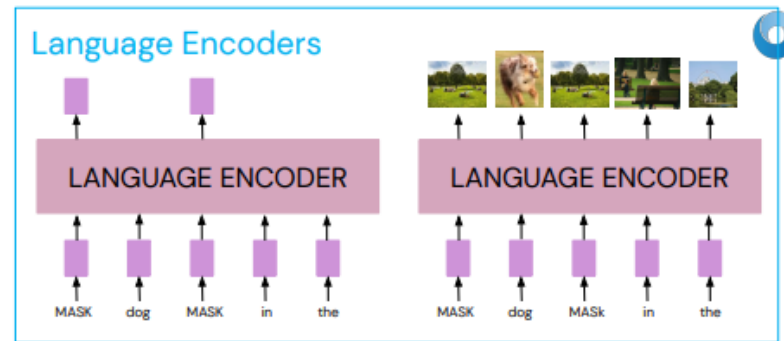 Language Encoders
LANGUAGE ENCODER
MASK dog MASK in the
LANGUAGE ENCODER
MASK dog MASk in the